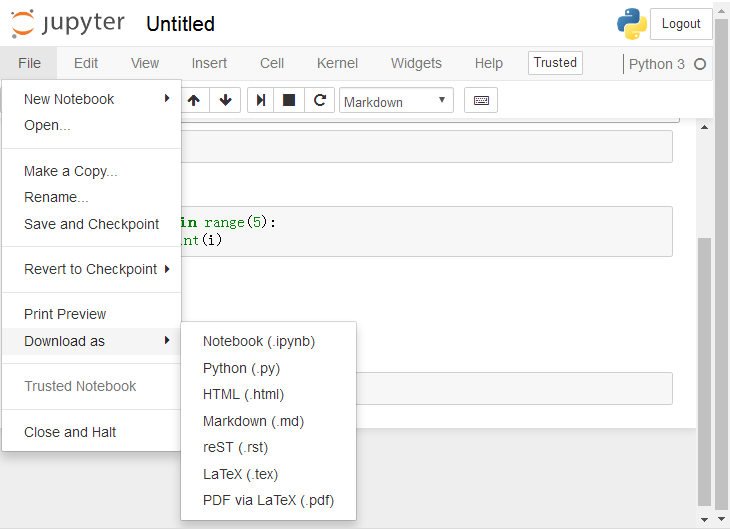 jupyter Untitled Logout
File Edit View Insert Cell Kernel Widgets Help Trusted Python 3
New Notebook
Open...
Markdown
Make a Copy...
Rename...
Save and Checkpoint
in range(5):
nt(i)
Revert to Checkpoint
Print Preview
Download as
Notebook (.ipynb)
Python (.py)
HTML (.html)
Markdown (.md)
reST (.rst)
LaTeX (.tex)
PDF via LaTeX (.pdf)
Trusted Notebook
Close and Halt